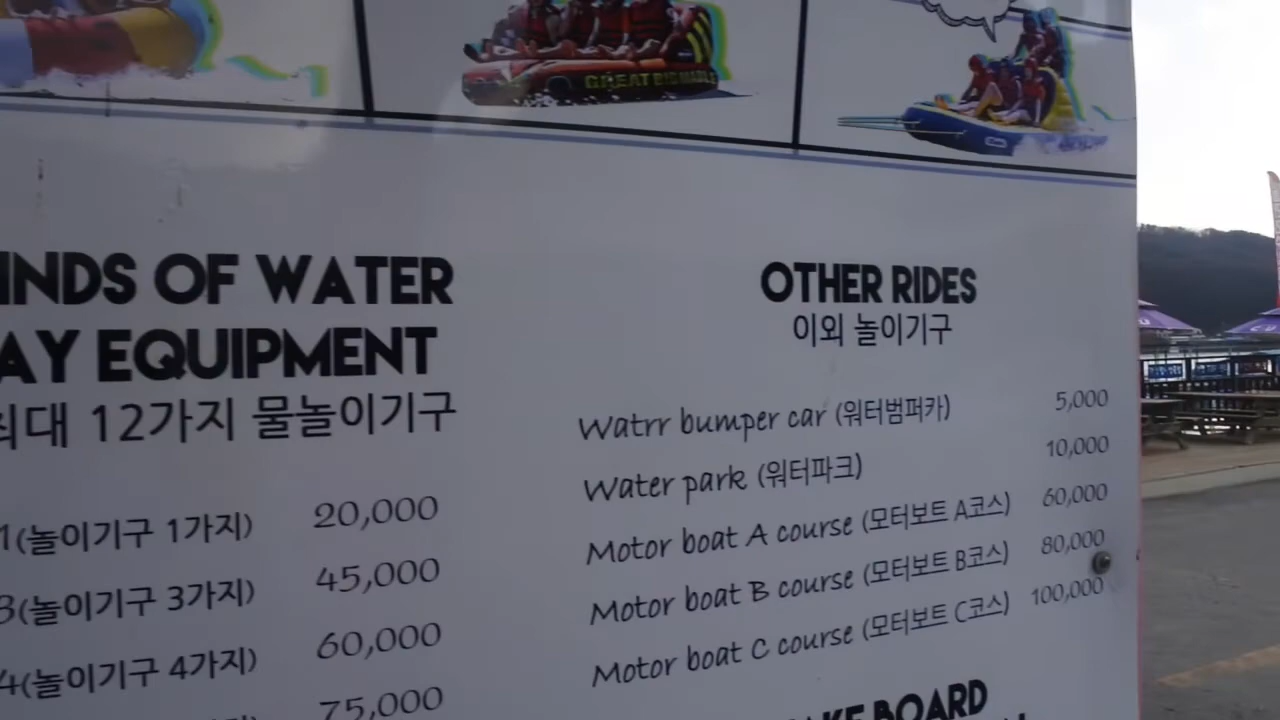 GREAT BIG MABLE
INDS OF WATER
AY EQUIPMENT
최대 12가지 물놀이기구
1(놀이기구 1가지) 20,000
3(놀이기구 3가지) 45,000
4(놀이기구 4가지) 60,000
75,000
OTHER RIDES
이외 놀이기구
Watrr bumper car (워터범퍼카) 5,000
Water park (워터파크) 10,000
Motor boat A course (모터보트 A코스) 60,000
Motor boat B course (모터보트 B코스) 80,000
Motor boat C course (모터보트 C코스) 100,000
AKE BOARD